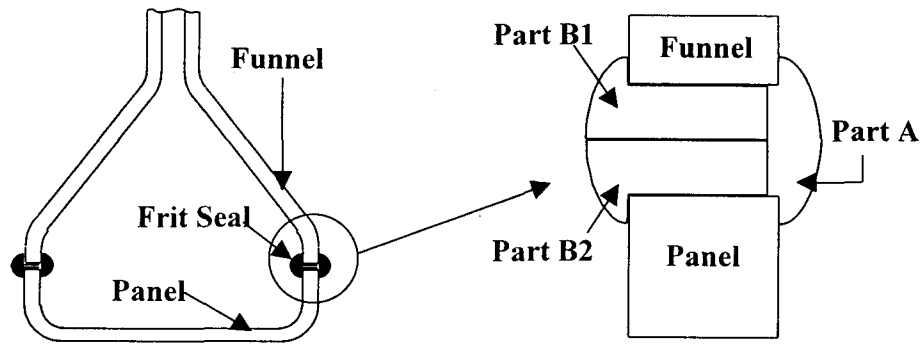 Funnel
Frit Seal
Panel
Part B1
Funnel
Part A
Part B2
Panel